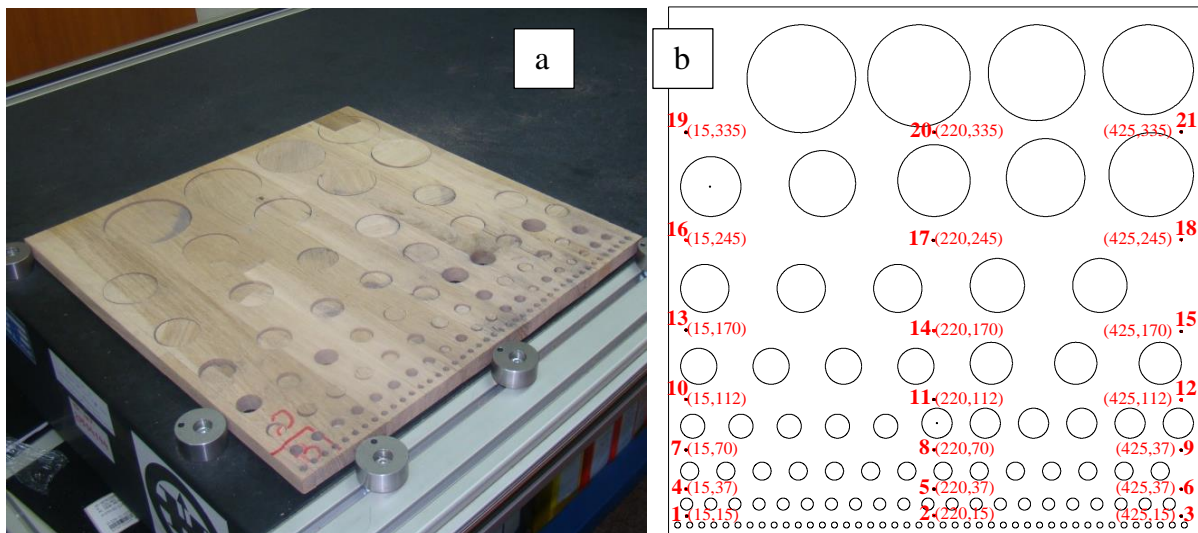 a
b
19 (15,335) 20 (220,335) (425,335) 21
16 (15,245) 17 (220,245) (425,245) 18
13 (15,170) 14 (220,170) (425,170) 15
10 (15,112) 11 (220,112) (425,112) 12
7 (15,70) 8 (220,70) (425,37) 9
4 (15,37) 5 (220,37) (425,37) 6
1 (15,15) 2 (220,15) (425,15) 3